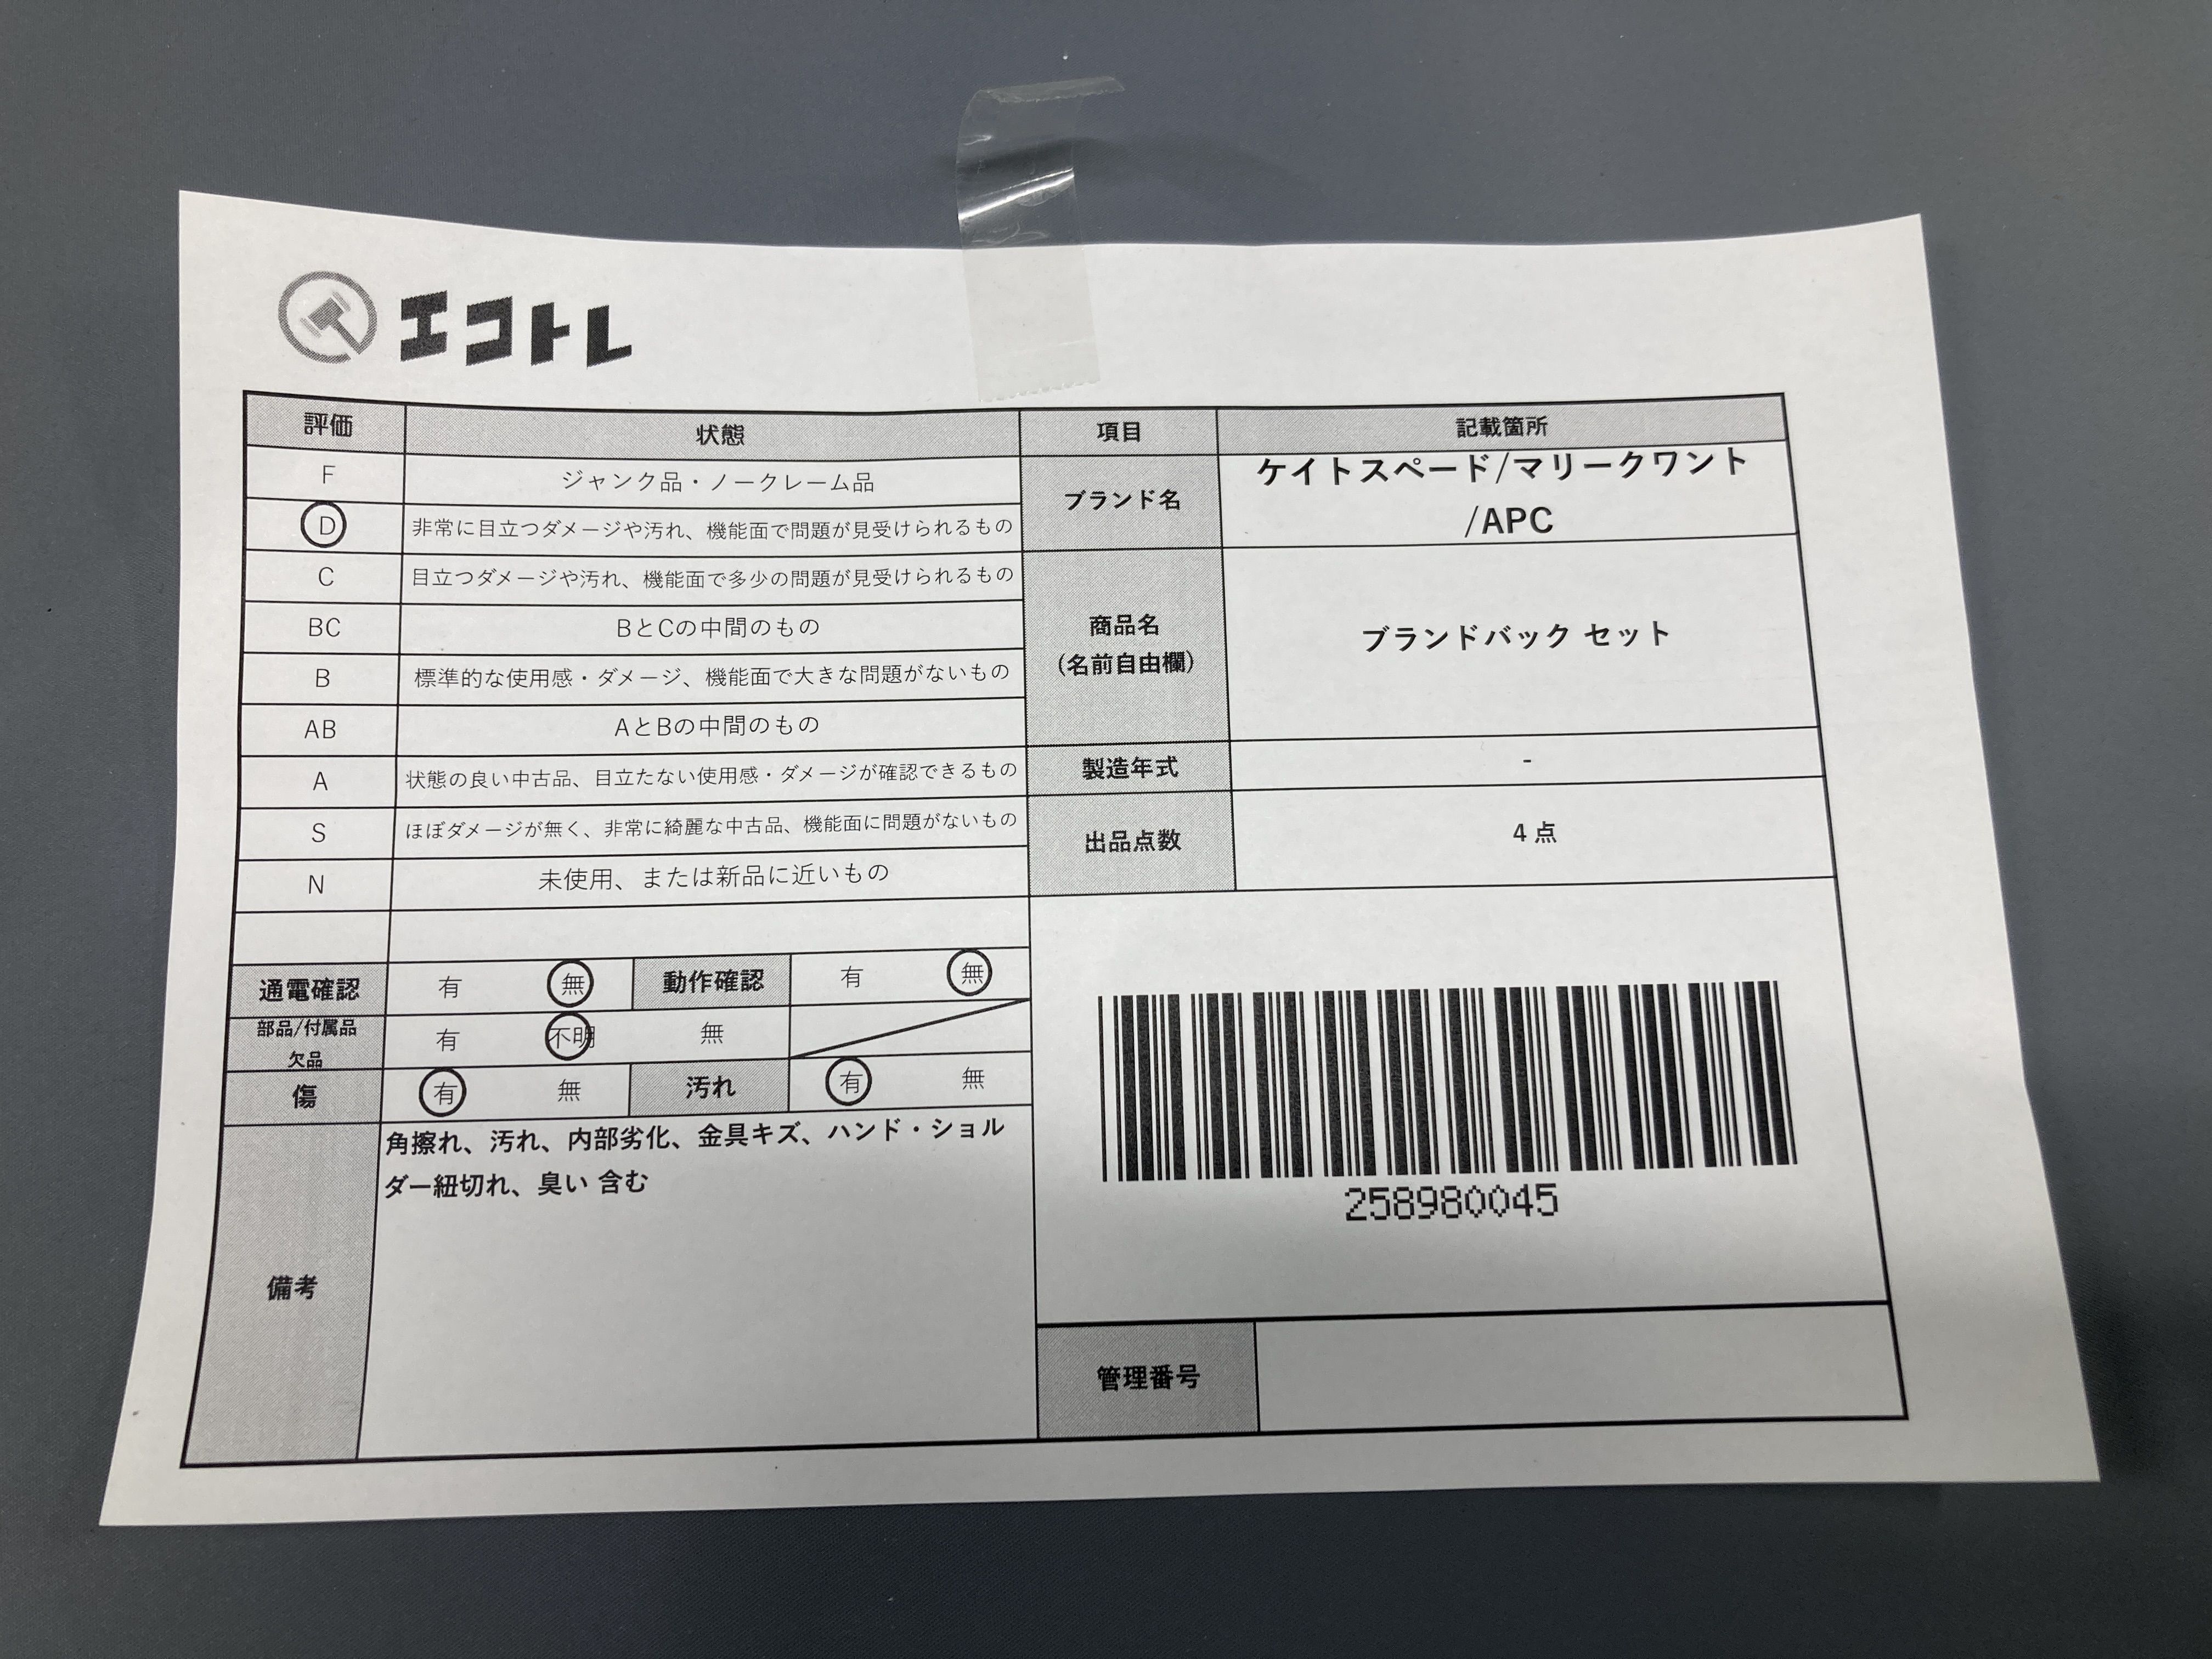 エコトレ
評価 状態 項目 記載箇所
F ジャンク品・ノークレーム品
D 非常に目立つダメージや汚れ、機能面で問題が見受けられるもの
C 目立つダメージや汚れ、機能面で多少の問題が見受けられるもの
BC BとCの中間のもの
B 標準的な使用感・ダメージ、機能面で大きな問題がないもの
AB AとBの中間のもの
A 状態の良い中古品、目立たない使用感・ダメージが確認できるもの
S ほぼダメージが無く、非常に綺麗な中古品、機能面に問題がないもの
N 未使用、または新品に近いもの
ブランド名
ケイトスペード/マリークワント
/APC
商品名
(名前自由欄)
ブランドバック セット
製造年式 -
出品点数 4 点
通電確認 有 無 動作確認 有 無
部品/付属品
欠品
有 不明 無
傷 有 無 汚れ 有 無
備考
角擦れ、汚れ、内部劣化、金具キズ、ハンド・ショル
ダー紐切れ、臭い 含む
258980045
管理番号